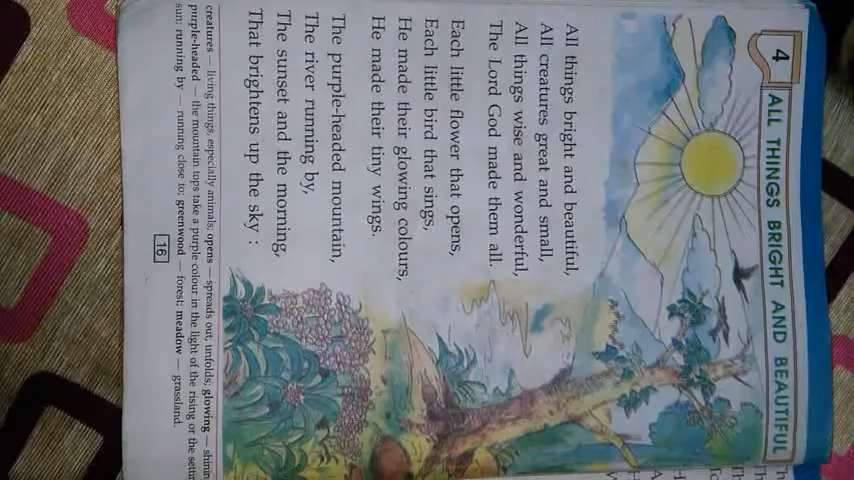 4
ALL THINGS BRIGHT AND BEAUTIFUL
All things bright and beautiful,
All creatures great and small,
All things wise and wonderful,
The Lord God made them all.
Each little flower that opens,
Each little bird that sings,
He made their glowing colours,
He made their tiny wings.
The purple-headed mountain,
The river running by,
The sunset and the morning,
That brightens up the sky :
creatures — living things, especially animals; opens — spreads out, unfolds; glowing —
purple-headed — the mountain tops take a purple colour in the light of the rising or the
sun; running by — running close to; greenwood — forest; meadow — grassland.
16